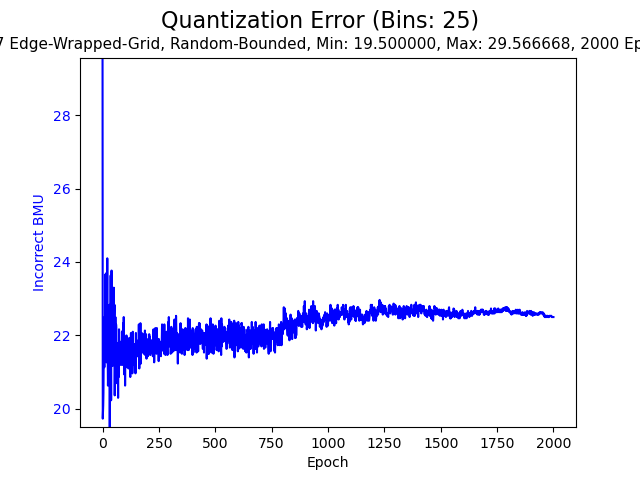 Quantization Error (Bins: 25)
7 Edge-Wrapped-Grid, Random-Bounded, Min: 19.500000, Max: 29.566668, 2000 Ep
28
26
24
22
20
Incorrect BMU
0 250 500 750 1000 1250 1500 1750 2000
Epoch